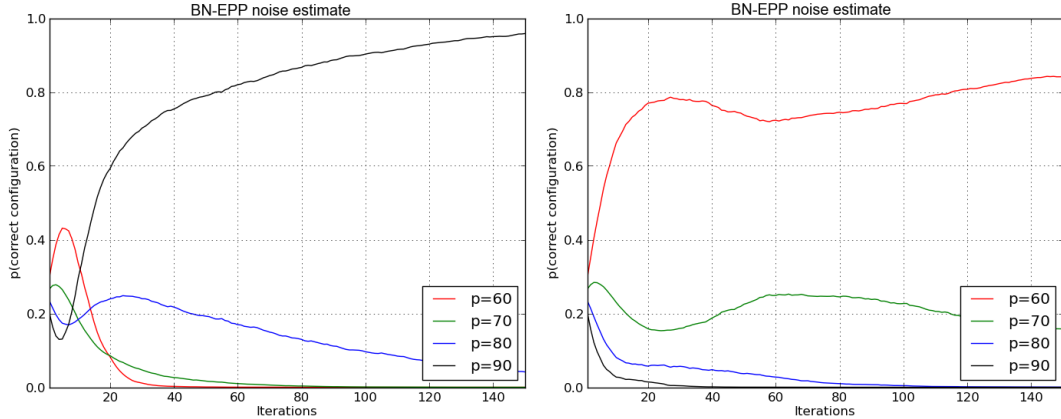 BN-EPP noise estimate
p(correct configuration)
1.0
0.8
0.6
0.4
0.2
0.0
p=60
p=70
p=80
p=90
20 40 60 80 100 120 140
Iterations
BN-EPP noise estimate
p(correct configuration)
1.0
0.8
0.6
0.4
0.2
0.0
p=60
p=70
p=80
p=90
20 40 60 80 100 120 140
Iterations